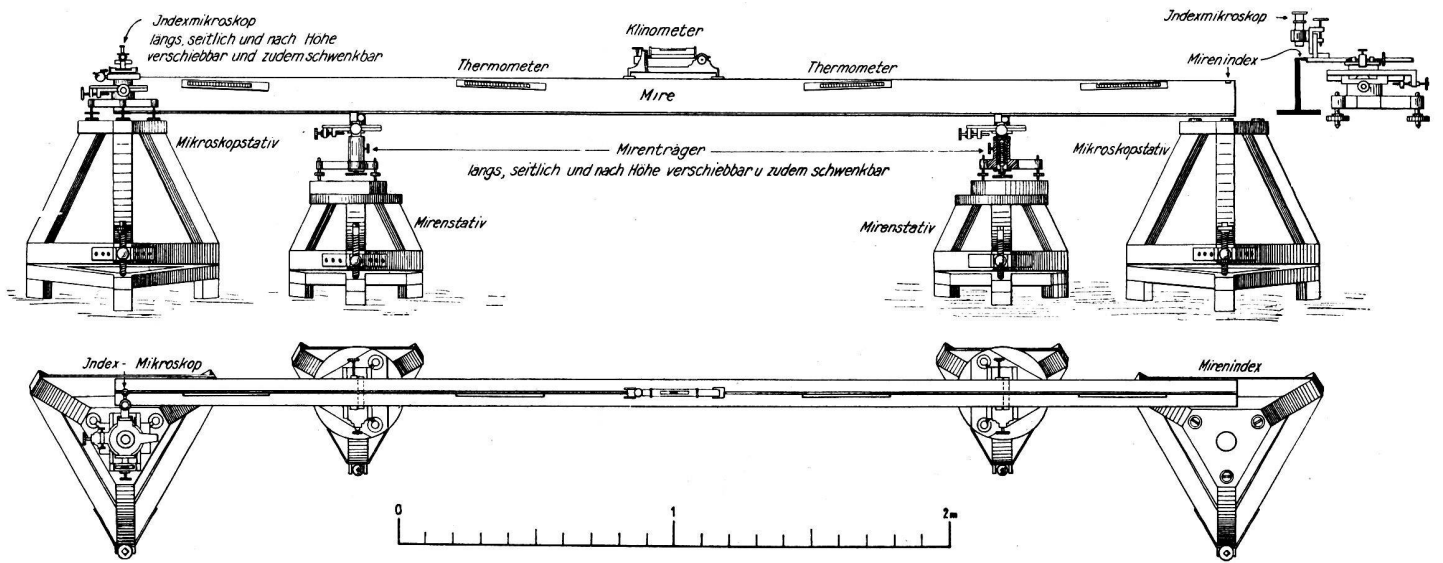 Jndexmikroskop
längs, seitlich und nach Höhe
verschiebbar und zudem schwenkbar
Klinometer
Jndexmikroskop
Mirenindex
Thermometer
Thermometer
Mire
Mikroskopstativ
Mirenträger
längs, seitlich und nach Höhe verschiebbar u zudem schwenkbar
Mikroskopstativ
Mirenstativ
Mirenstativ
Jndex - Mikroskop
Mirenindex
0
1
2m